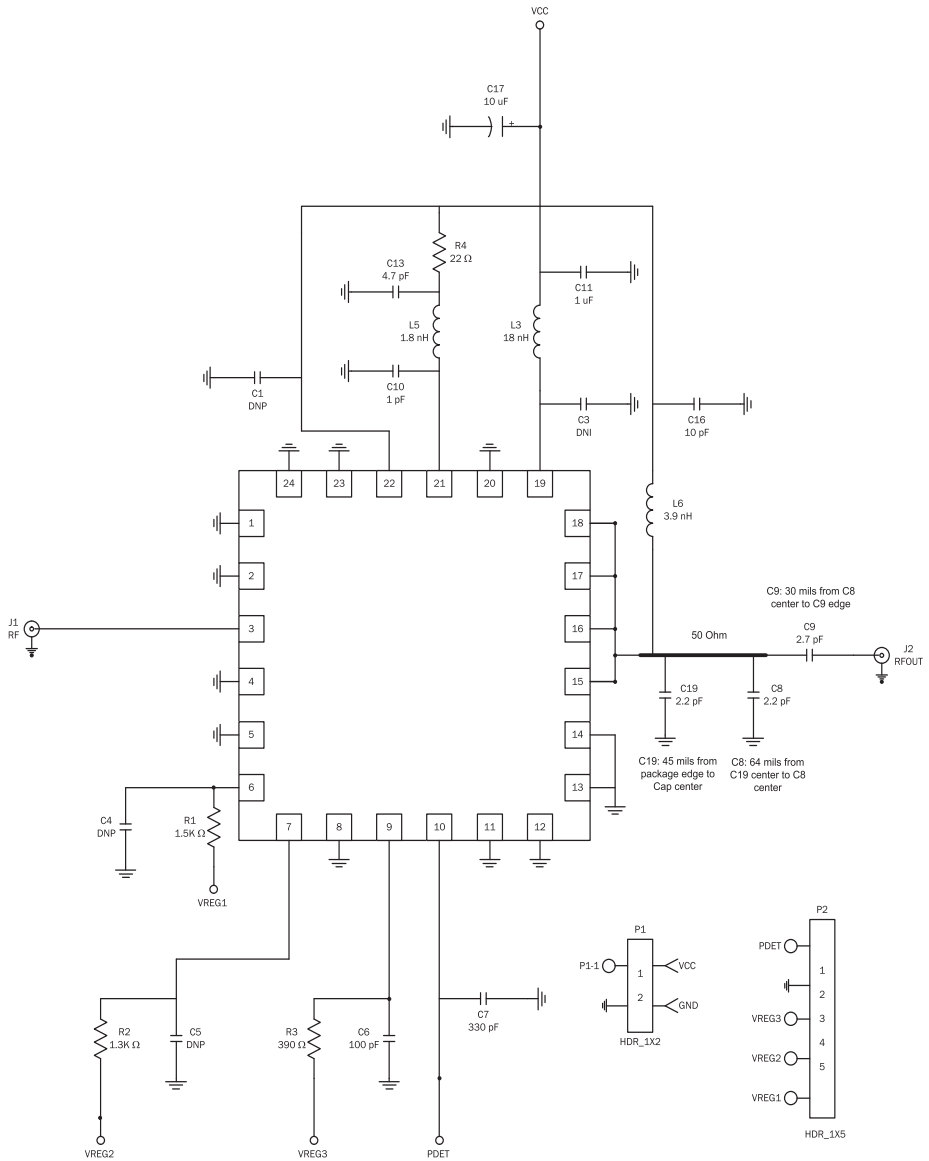 VCC
C17
10 uF
+
R4
22 Ω
C13
4.7 pF
C11
1 uF
L5
1.8 nH
L3
18 nH
C10
1 pF
C1
DNP
C3
DNI
C16
10 pF
24
23
22
21
20
19
L6
3.9 nH
1
2
3
4
5
6
18
17
16
15
14
13
J1
RF
C9: 30 mils from C8
center to C9 edge
50 Ohm
C9
2.7 pF
J2
RFOUT
C19
2.2 pF
C8
2.2 pF
C19: 45 mils from
package edge to
Cap center
C8: 64 mils from
C19 center to C8
center
C4
DNP
R1
1.5K Ω
VREG1
7
8
9
10
11
12
R2
1.3K Ω
C5
DNP
R3
390 Ω
C6
100 pF
C7
330 pF
VREG2
VREG3
PDET
P1
P1-1
1
2
VCC
GND
HDR_1X2
P2
PDET
VREG3
VREG2
VREG1
1
2
3
4
5
HDR_1X5